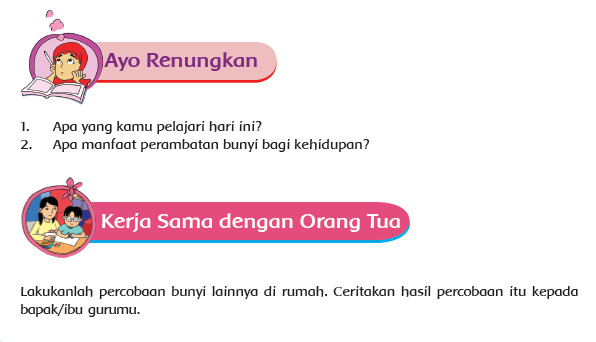 Ayo Renungkan
1. Apa yang kamu pelajari hari ini?
2. Apa manfaat perambatan bunyi bagi kehidupan?
Kerja Sama dengan Orang Tua
Lakukanlah percobaan bunyi lainnya di rumah. Ceritakan hasil percobaan itu kepada
bapak/ibu gurumu.